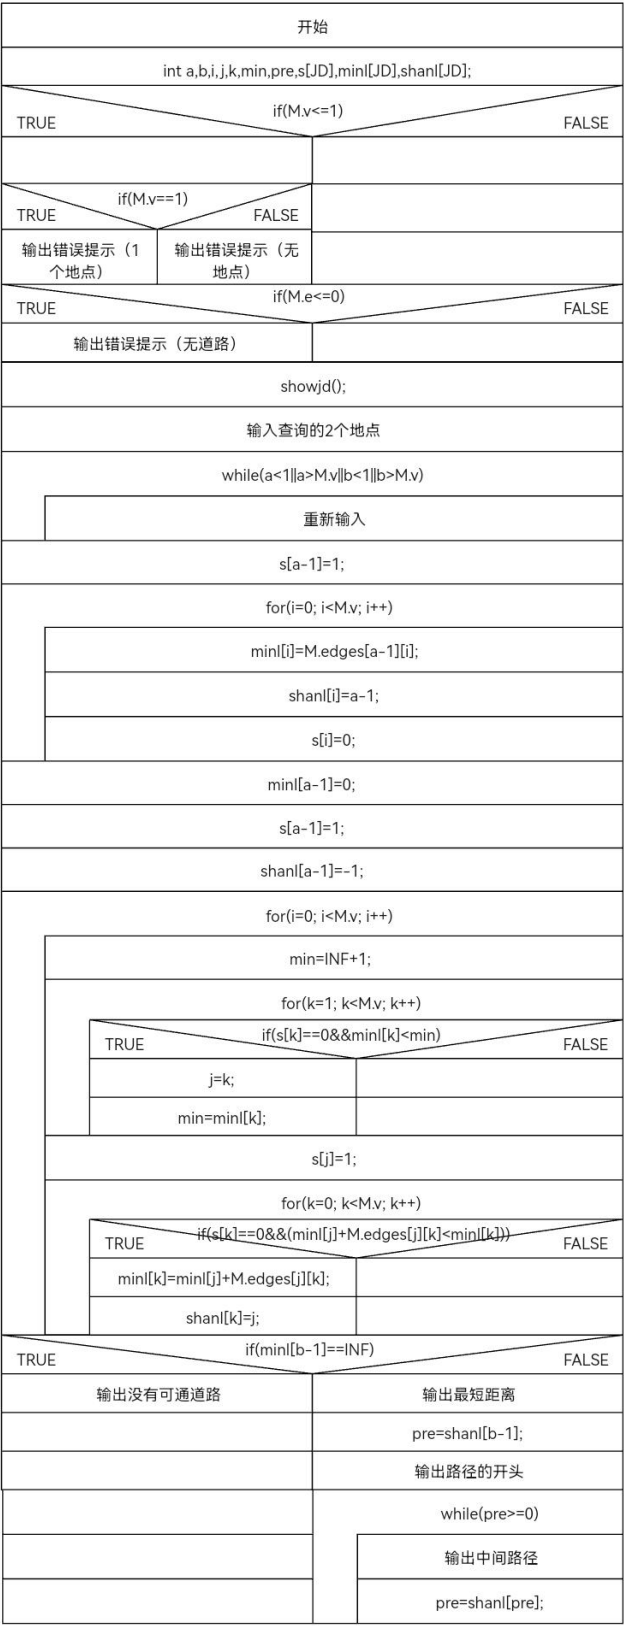 开始
int a,b,i,j,k,min,pre,s[JD],minl[JD],shanl[JD];
if(M.v<=1)
TRUE
FALSE
if(M.v==1)
TRUE
FALSE
输出错误提示（1
个地点）
输出错误提示（无
地点）
if(M.e<=0)
TRUE
FALSE
输出错误提示（无道路）
showjd();
输入查询的2个地点
while(a<1||a>M.v||b<1||b>M.v)
重新输入
s[a-1]=1;
for(i=0; i<M.v; i++)
minl[i]=M.edges[a-1][i];
shanl[i]=a-1;
s[i]=0;
minl[a-1]=0;
s[a-1]=1;
shanl[a-1]=-1;
for(i=0; i<M.v; i++)
min=INF+1;
for(k=1; k<M.v; k++)
if(s[k]==0&&minl[k]<min)
TRUE
FALSE
j=k;
min=minl[k];
s[j]=1;
for(k=0; k<M.v; k++)
if(s[k]==0&&(minl[j]+M.edges[j][k]<minl[k]))
TRUE
FALSE
minl[k]=minl[j]+M.edges[j][k];
shanl[k]=j;
if(minl[b-1]==INF)
TRUE
FALSE
输出没有可通道路
输出最短距离
pre=shanl[b-1];
输出路径的开头
while(pre>=0)
输出中间路径
pre=shanl[pre];